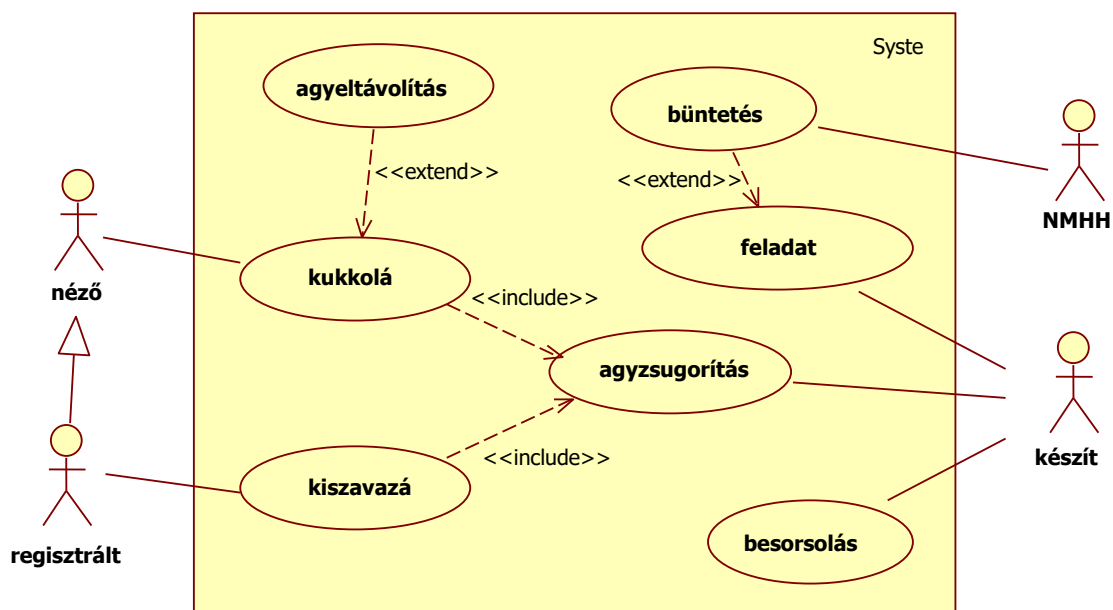 Syste
agyeltávolítás
büntetés
<<extend>>
<<extend>>
NMHH
feladat
néző
kukkolá
<<include>>
agyzsugorítás
<<include>>
készít
kiszavazá
regisztrált
besorsolás